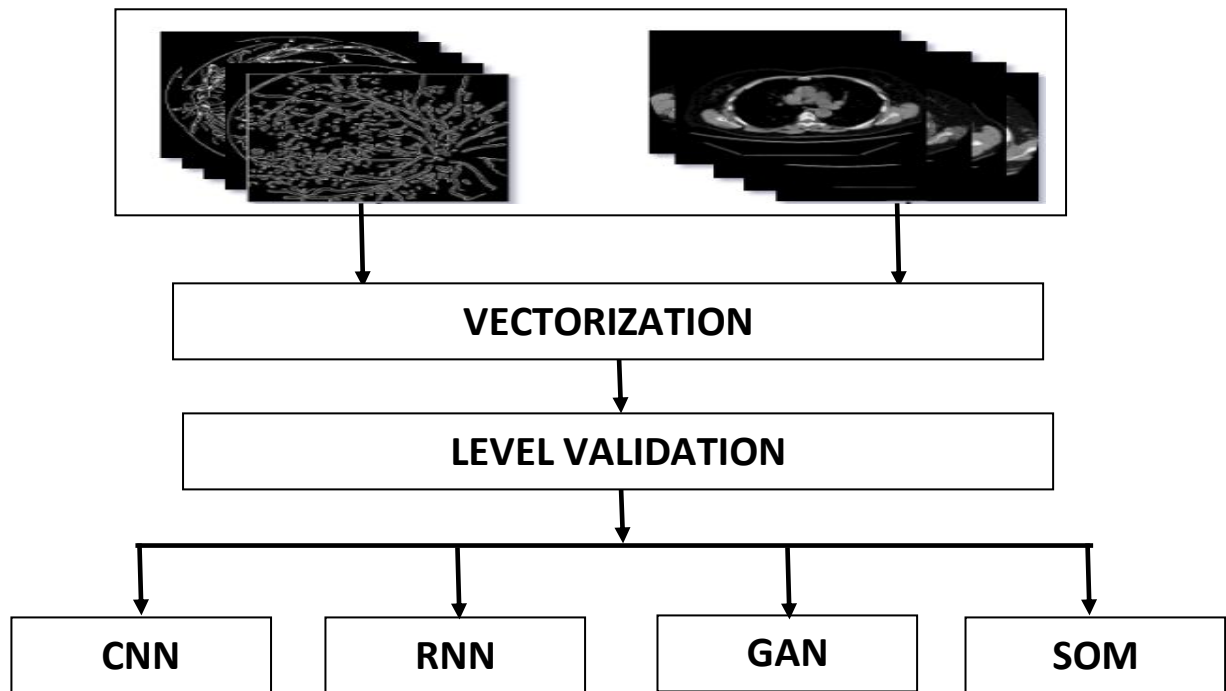 VECTORIZATION
LEVEL VALIDATION
CNN
RNN
GAN
SOM